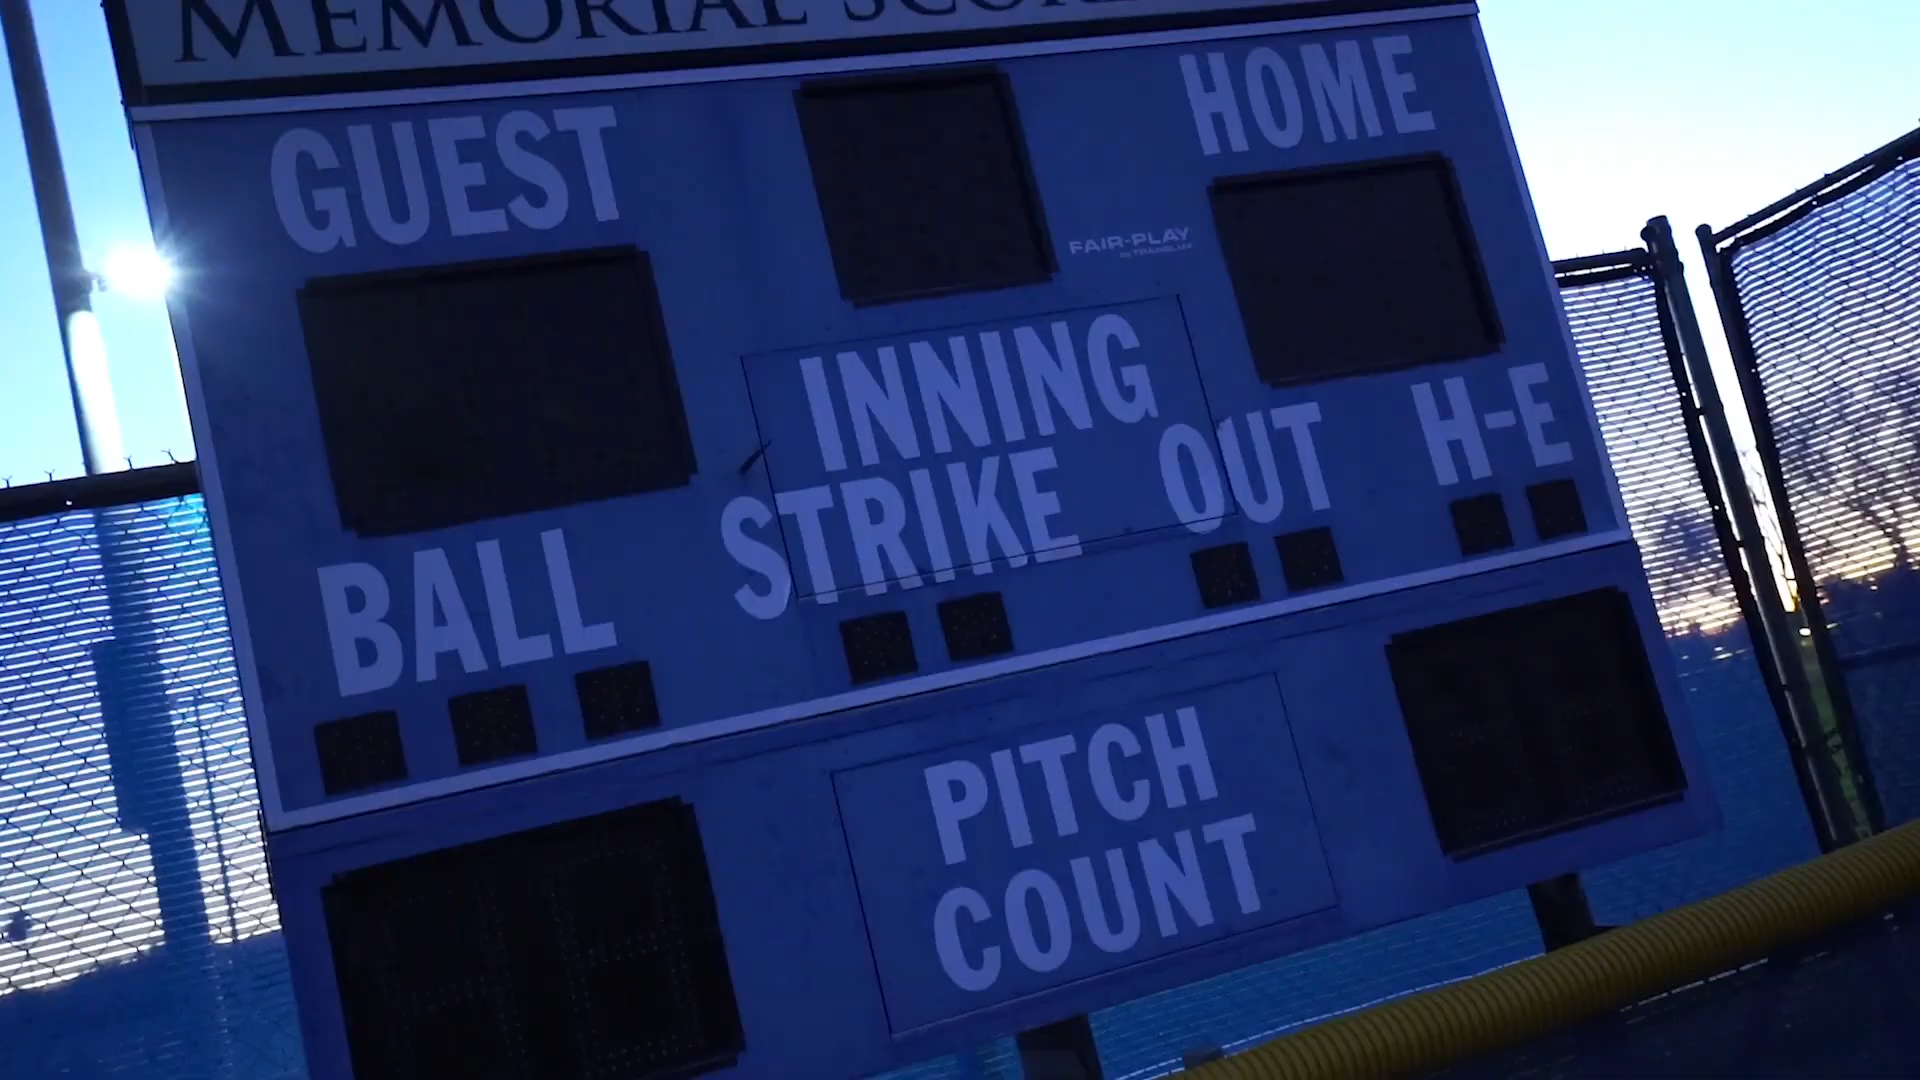 MEMORIAL
GUEST
HOME
FAIR-PLAY
INNING
BALL
STRIKE
OUT
H-E
PITCH
COUNT